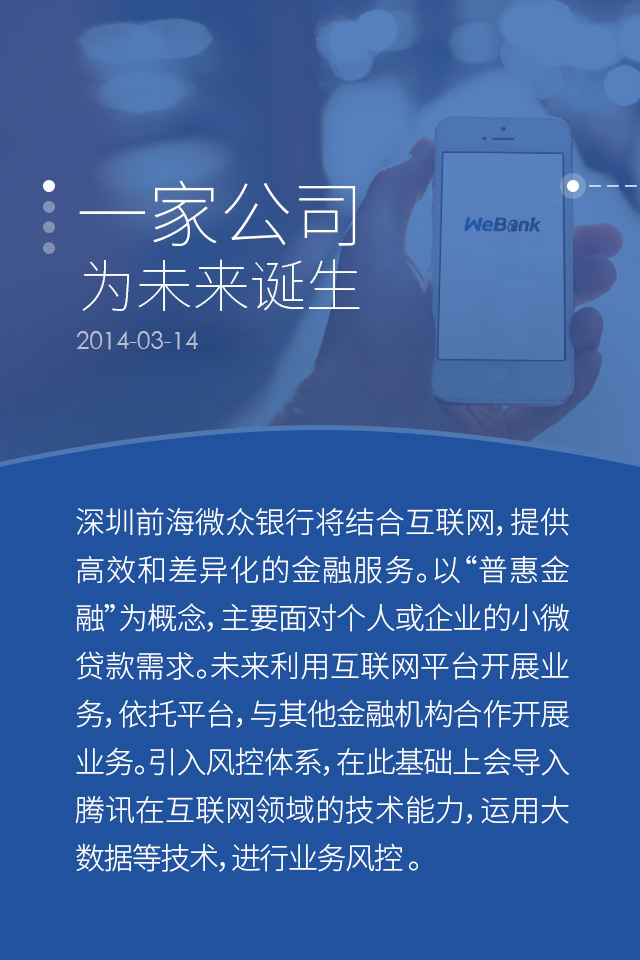 WeBank
一家公司
为未来诞生
2014-03-14
深圳前海微众银行将结合互联网，提供
高效和差异化的金融服务。以“普惠金
融”为概念，主要面对个人或企业的小微
贷款需求。未来利用互联网平台开展业
务，依托平台，与其他金融机构合作开展
业务。引入风控体系，在此基础上会导入
腾讯在互联网领域的技术能力，运用大
数据等技术，进行业务风控。